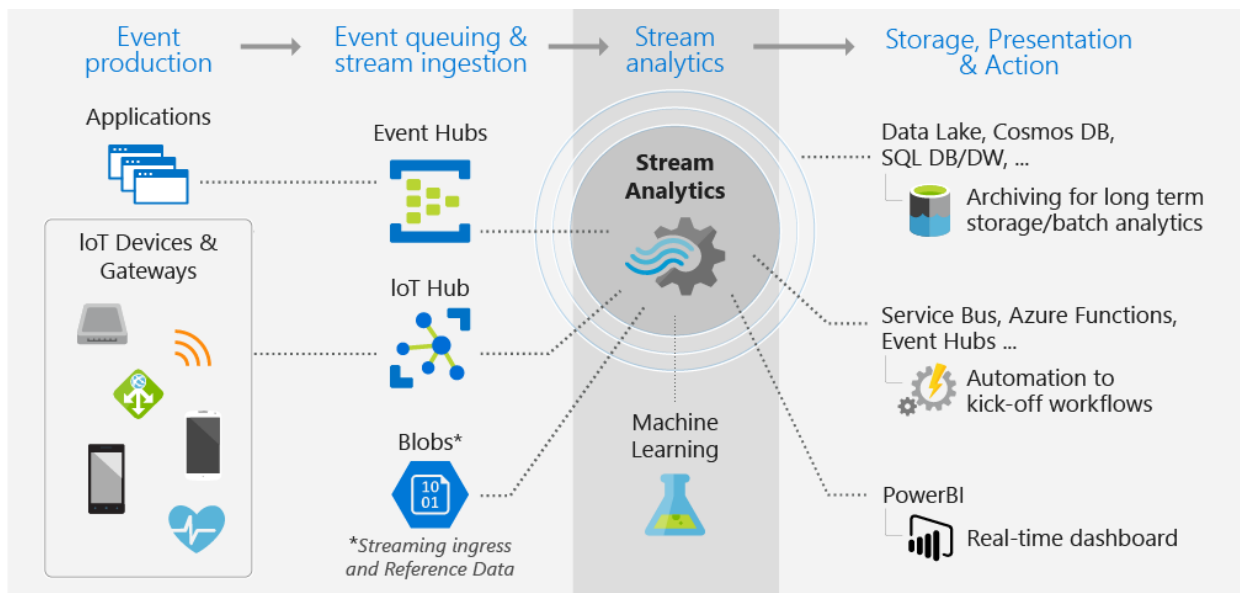 Event
production
Event queuing &
stream ingestion
Stream
analytics
Storage, Presentation
& Action
Applications
IoT Devices &
Gateways
Event Hubs
IoT Hub
Blobs*
10
01
*Streaming ingress
and Reference Data
Stream
Analytics
Machine
Learning
Data Lake, Cosmos DB,
SQL DB/DW, ...
Archiving for long term
storage/batch analytics
Service Bus, Azure Functions,
Event Hubs ...
Automation to
kick-off workflows
PowerBI
Real-time dashboard